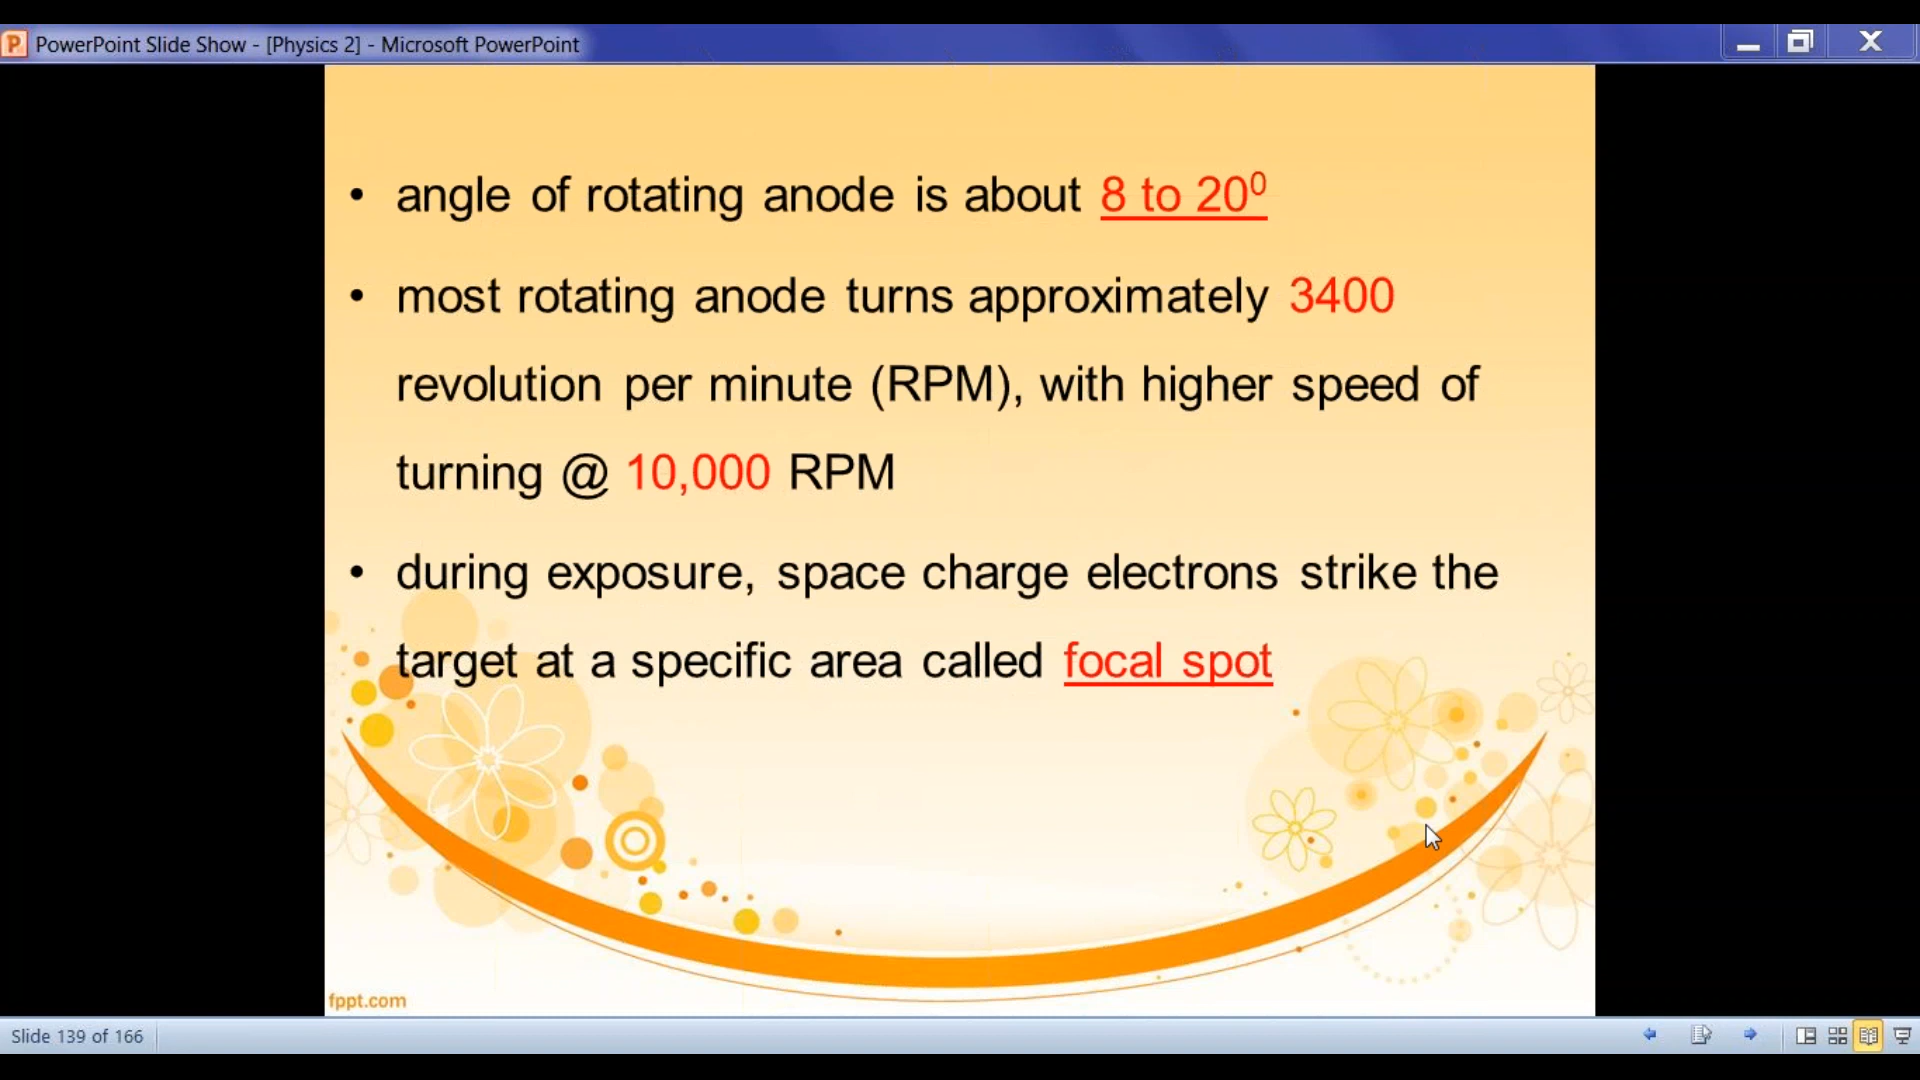 PowerPoint Slide Show - [Physics 2] - Microsoft PowerPoint
• angle of rotating anode is about 8 to 20⁰
• most rotating anode turns approximately 3400
revolution per minute (RPM), with higher speed of
turning @ 10,000 RPM
• during exposure, space charge electrons strike the
target at a specific area called focal spot
fppt.com
Slide 139 of 166